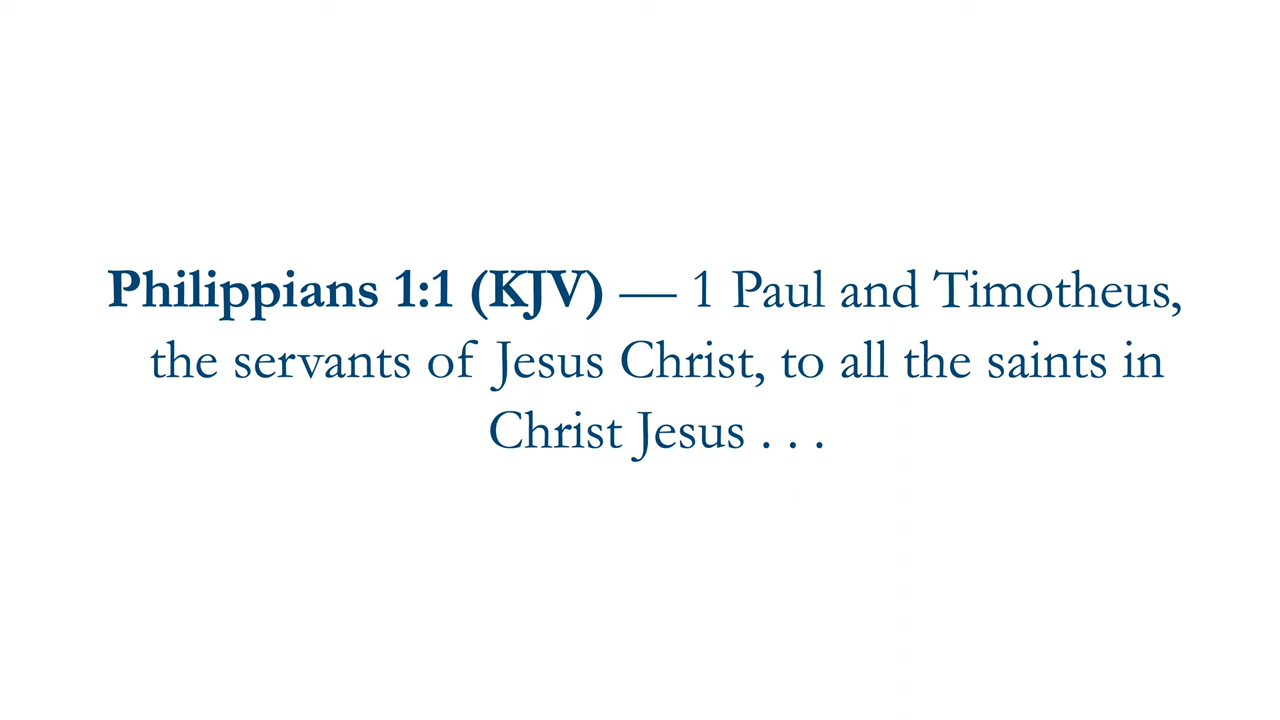 Philippians 1:1 (KJV) — 1 Paul and Timotheus,
the servants of Jesus Christ, to all the saints in
Christ Jesus . . .